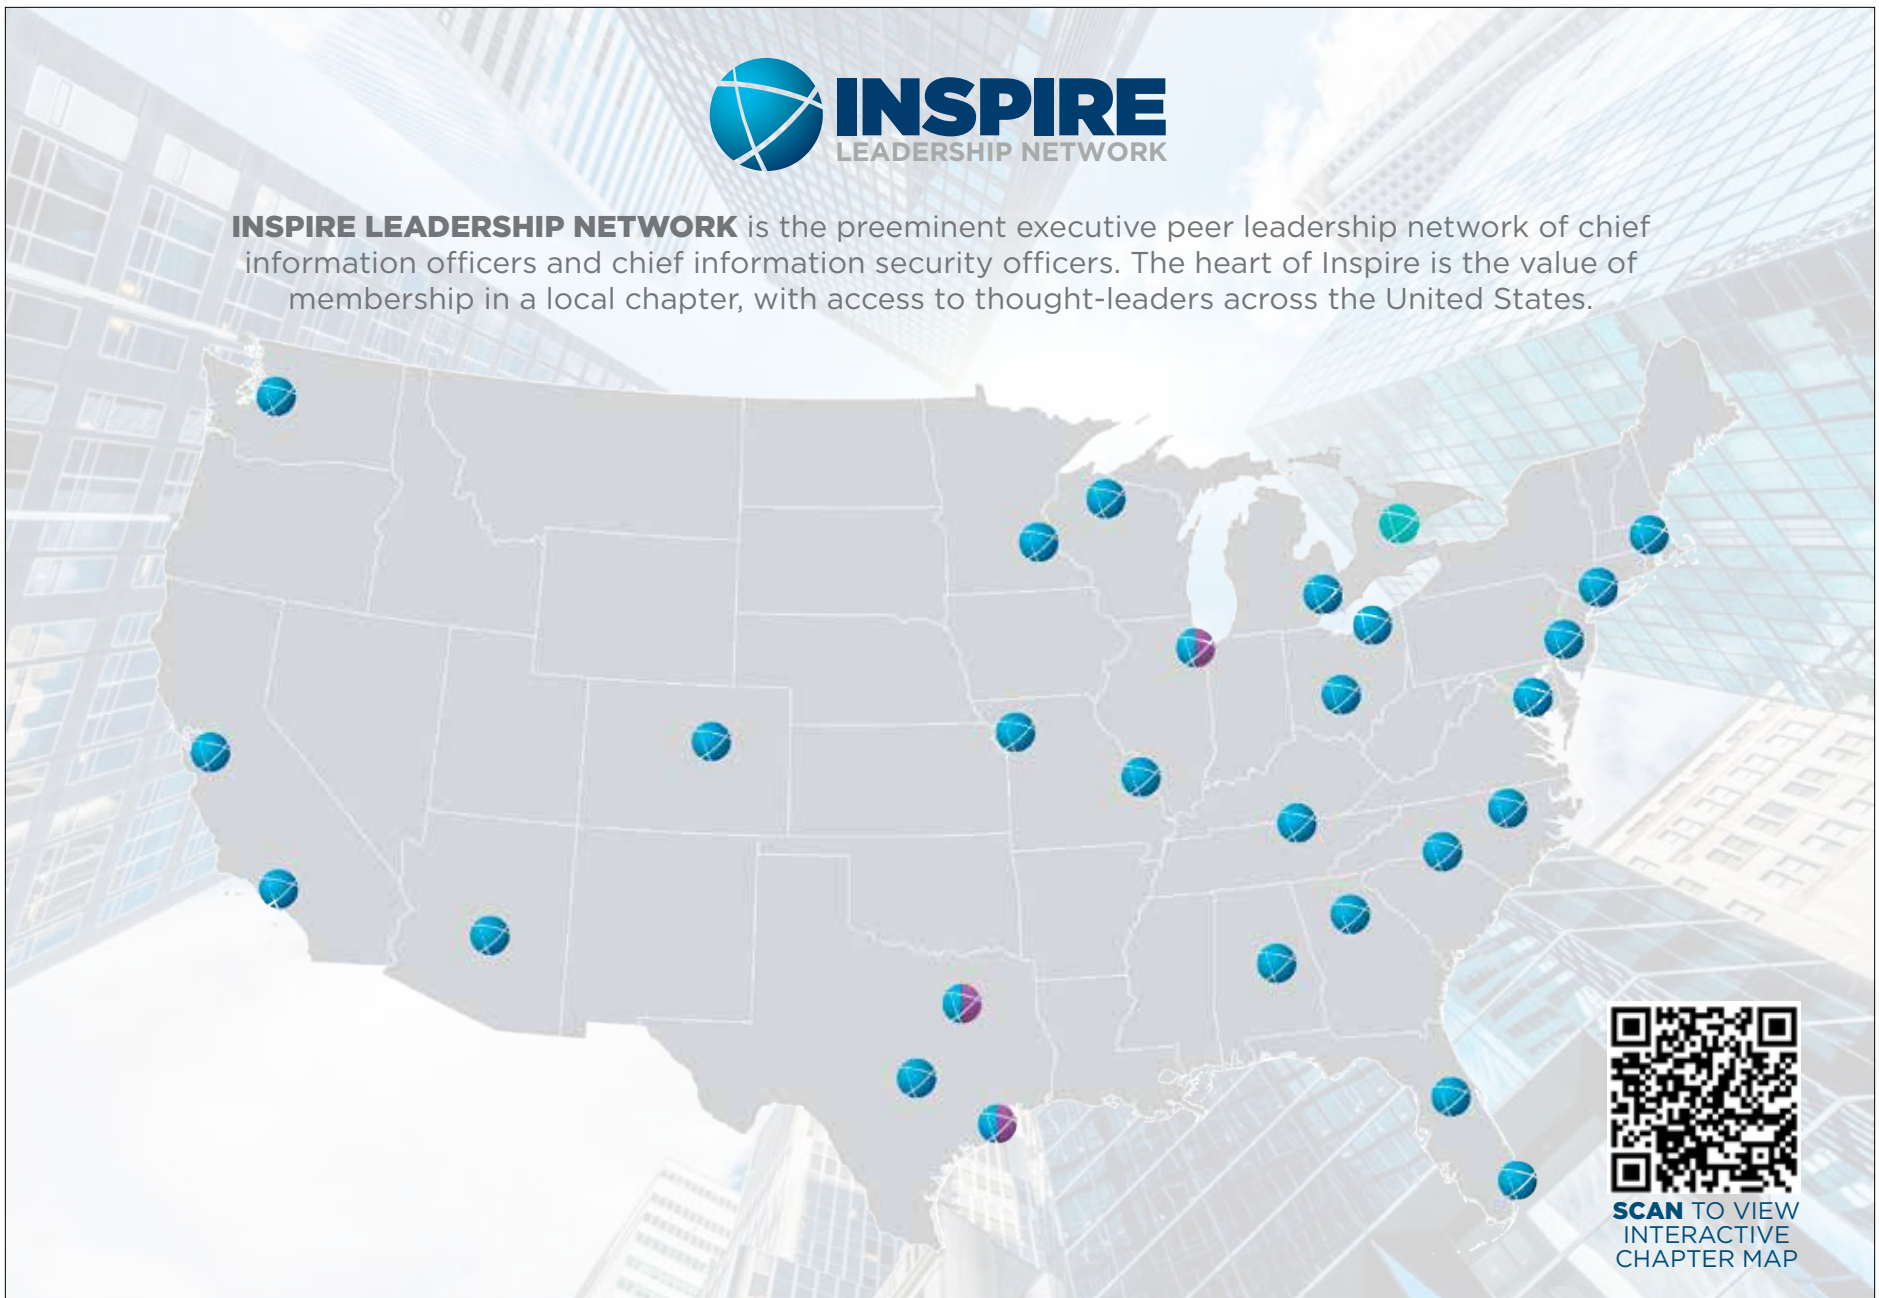 INSPIRE
LEADERSHIP NETWORK
INSPIRE LEADERSHIP NETWORK is the preeminent executive peer leadership network of chief
information officers and chief information security officers. The heart of Inspire is the value of
membership in a local chapter, with access to thought-leaders across the United States.
SCAN TO VIEW
INTERACTIVE
CHAPTER MAP